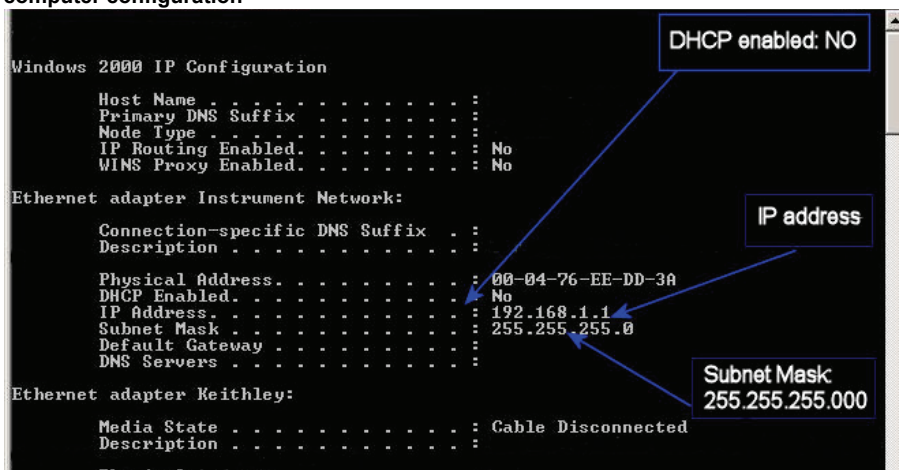 computer configuration
DHCP enabled: NO
Windows 2000 IP Configuration
Host Name . . . . . . . . . . . . :
Primary DNS Suffix . . . . . . . :
Node Type . . . . . . . . . . . . :
IP Routing Enabled. . . . . . . . : No
WINS Proxy Enabled. . . . . . . . : No
Ethernet adapter Instrument Network:
IP address
Connection-specific DNS Suffix . :
Description . . . . . . . . . . . :
Physical Address. . . . . . . . . : 00-04-76-EE-DD-3A
DHCP Enabled. . . . . . . . . . . : No
IP Address. . . . . . . . . . . . : 192.168.1.1
Subnet Mask . . . . . . . . . . . : 255.255.255.0
Default Gateway . . . . . . . . . :
DNS Servers . . . . . . . . . . . :
Subnet Mask:
255.255.255.000
Ethernet adapter Keithley:
Media State . . . . . . . . . . . : Cable Disconnected
Description . . . . . . . . . . . :